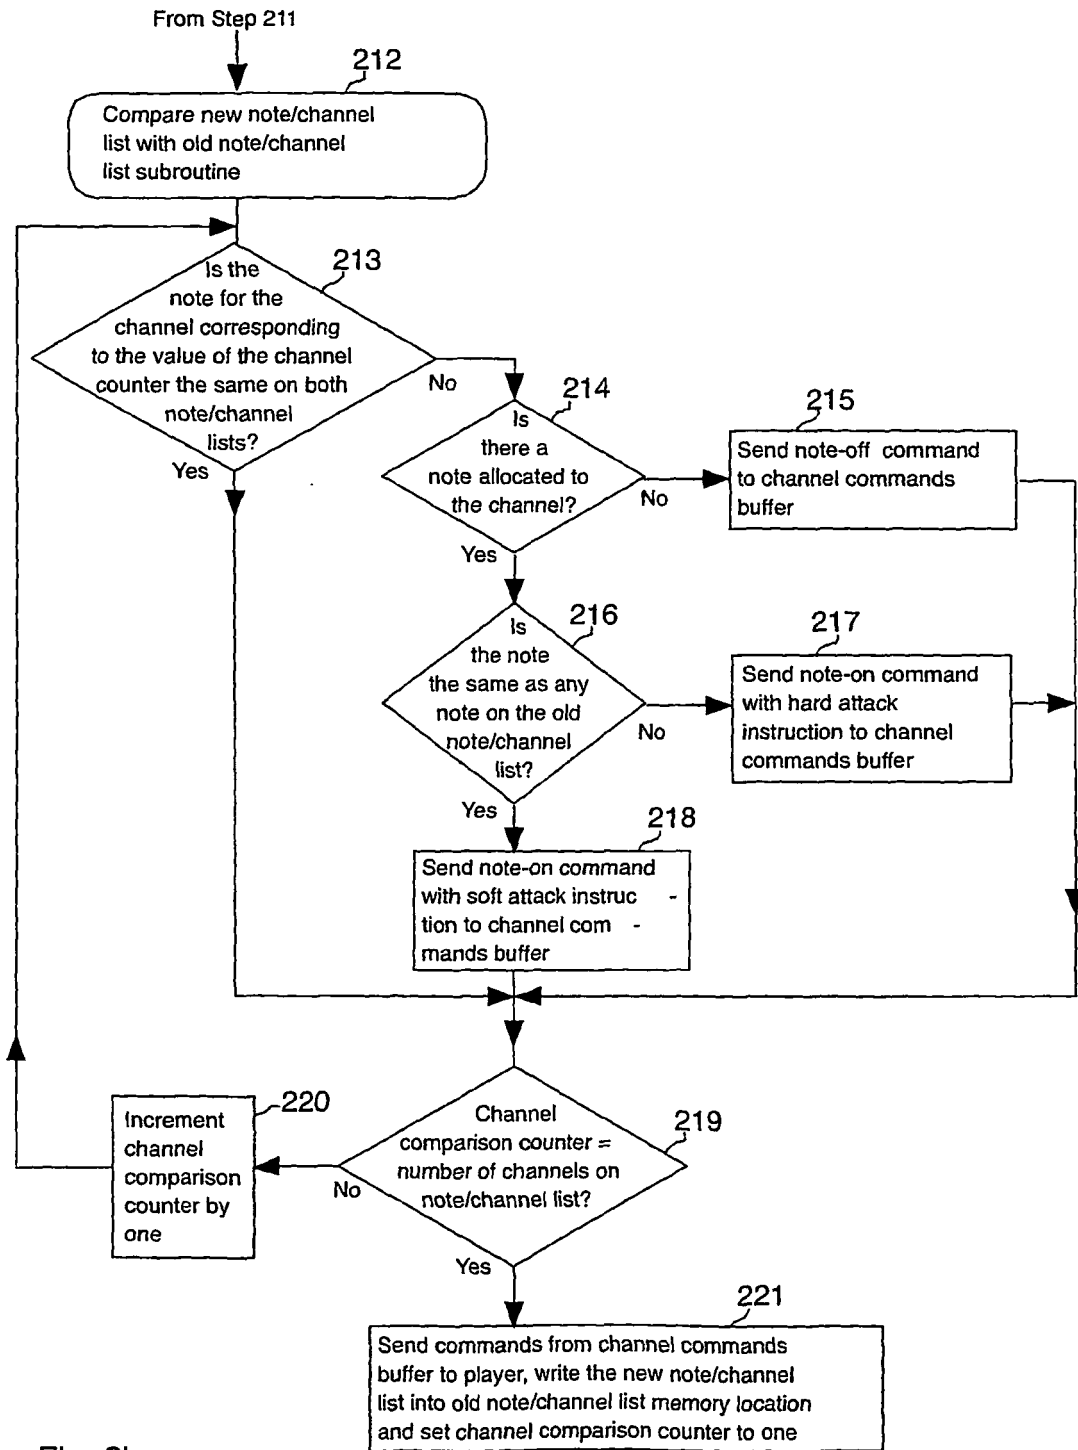 From Step 211
212
Compare new note/channel
list with old note/channel
list subroutine
213
Is the
note for the
channel corresponding
to the value of the channel
counter the same on both
note/channel
lists?
No
Yes
214
Is
there a
note allocated to
the channel?
No
Yes
215
Send note-off command
to channel commands
buffer
216
Is
the note
the same as any
note on the old
note/channel
list?
No
Yes
217
Send note-on command
with hard attack
instruction to channel
commands buffer
218
Send note-on command
with soft attack instruc -
tion to channel com -
mands buffer
219
Channel
comparison counter =
number of channels on
note/channel list?
No
Yes
220
Increment
channel
comparison
counter by
one
221
Send commands from channel commands
buffer to player, write the new note/channel
list into old note/channel list memory location
and set channel comparison counter to one